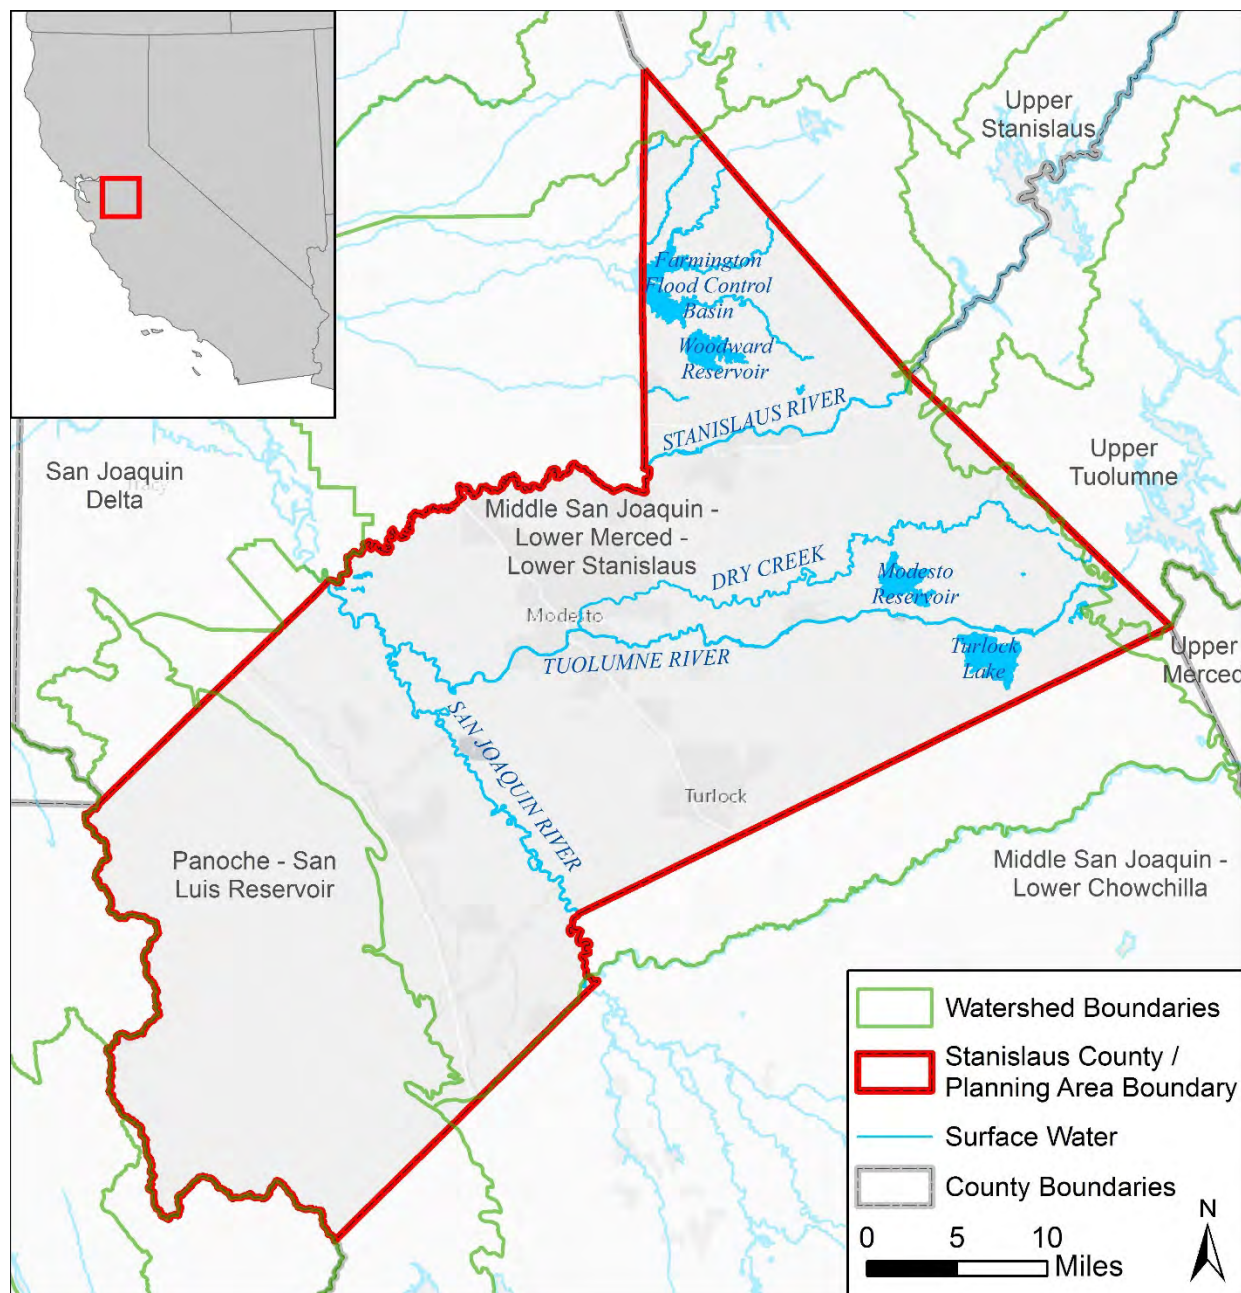 Upper
Stanislaus
Farmington
Flood Control
Basin
Woodward
Reservoir
STANISLAUS RIVER
San Joaquin
Delta
Tracy
Upper
Tuolumne
Middle San Joaquin -
Lower Merced -
Lower Stanislaus
DRY CREEK
Modesto
Reservoir
Modesto
TUOLUMNE RIVER
Turlock
Lake
Upper
Merced
SAN JOAQUIN RIVER
Turlock
Panoche - San
Luis Reservoir
Middle San Joaquin -
Lower Chowchilla
Watershed Boundaries
Stanislaus County /
Planning Area Boundary
Surface Water
County Boundaries
N
0 5 10
Miles